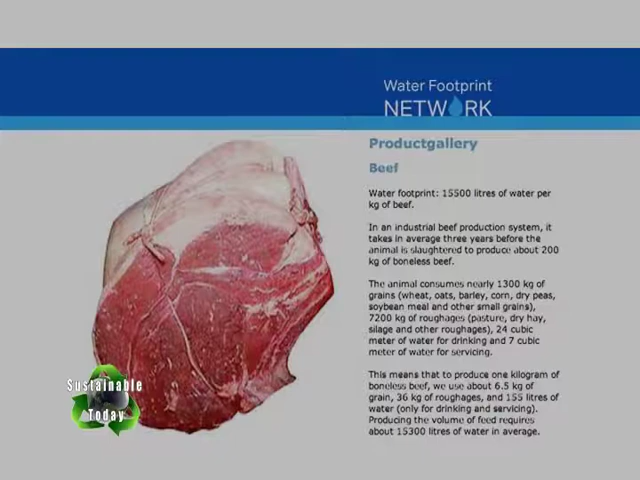 Water Footprint
NETWORK
Productgallery
Beef
Water footprint: 15500 litres of water per
kg of beef.
In an industrial beef production system, it
takes in average three years before the
animal is slaughtered to produce about 200
kg of boneless beef.
The animal consumes nearly 1300 kg of
grains (wheat, oats, barley, corn, dry peas,
soybean meal and other small grains),
7200 kg of roughages (pasture, dry hay,
silage and other roughages), 24 cubic
meter of water for drinking and 7 cubic
meter of water for servicing.
This means that to produce one kilogram of
boneless beef, we use about 6.5 kg of
grain, 36 kg of roughages, and 155 litres of
water (only for drinking and servicing).
Producing the volume of feed requires
about 15300 litres of water in average.
Sustainable
Today